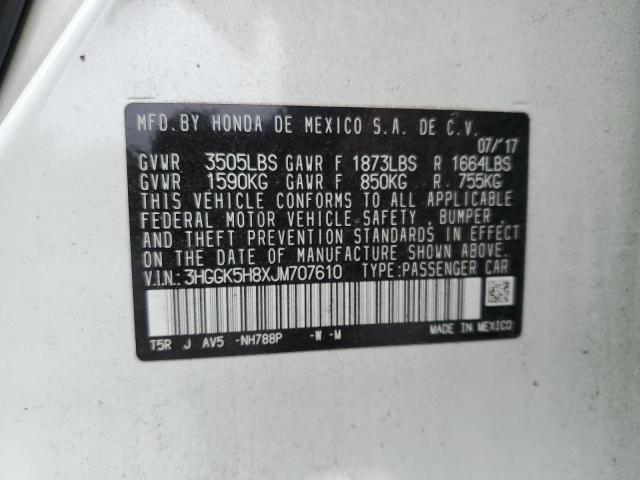 MFD.BY HONDA DE MEXICO S.A. DE C.V.
07/'17
GVWR 3505LBS GAWR F 1873LBS R 1664LBS
GVWR 1590KG GAWR F 850KG R 755KG
THIS VEHICLE CONFORMS TO ALL APPLICABLE
FEDERAL MOTOR VEHICLE SAFETY , BUMPER ,
AND THEFT PREVENTION STANDARDS IN EFFECT
ON THE DATE OF MANUFACTURE SHOWN ABOVE.
V.I.N.: 3HGGK5H8XJM707610 TYPE:PASSENGER CAR
T5R J AV5 -NH788P -W -M MADE IN MEXICO